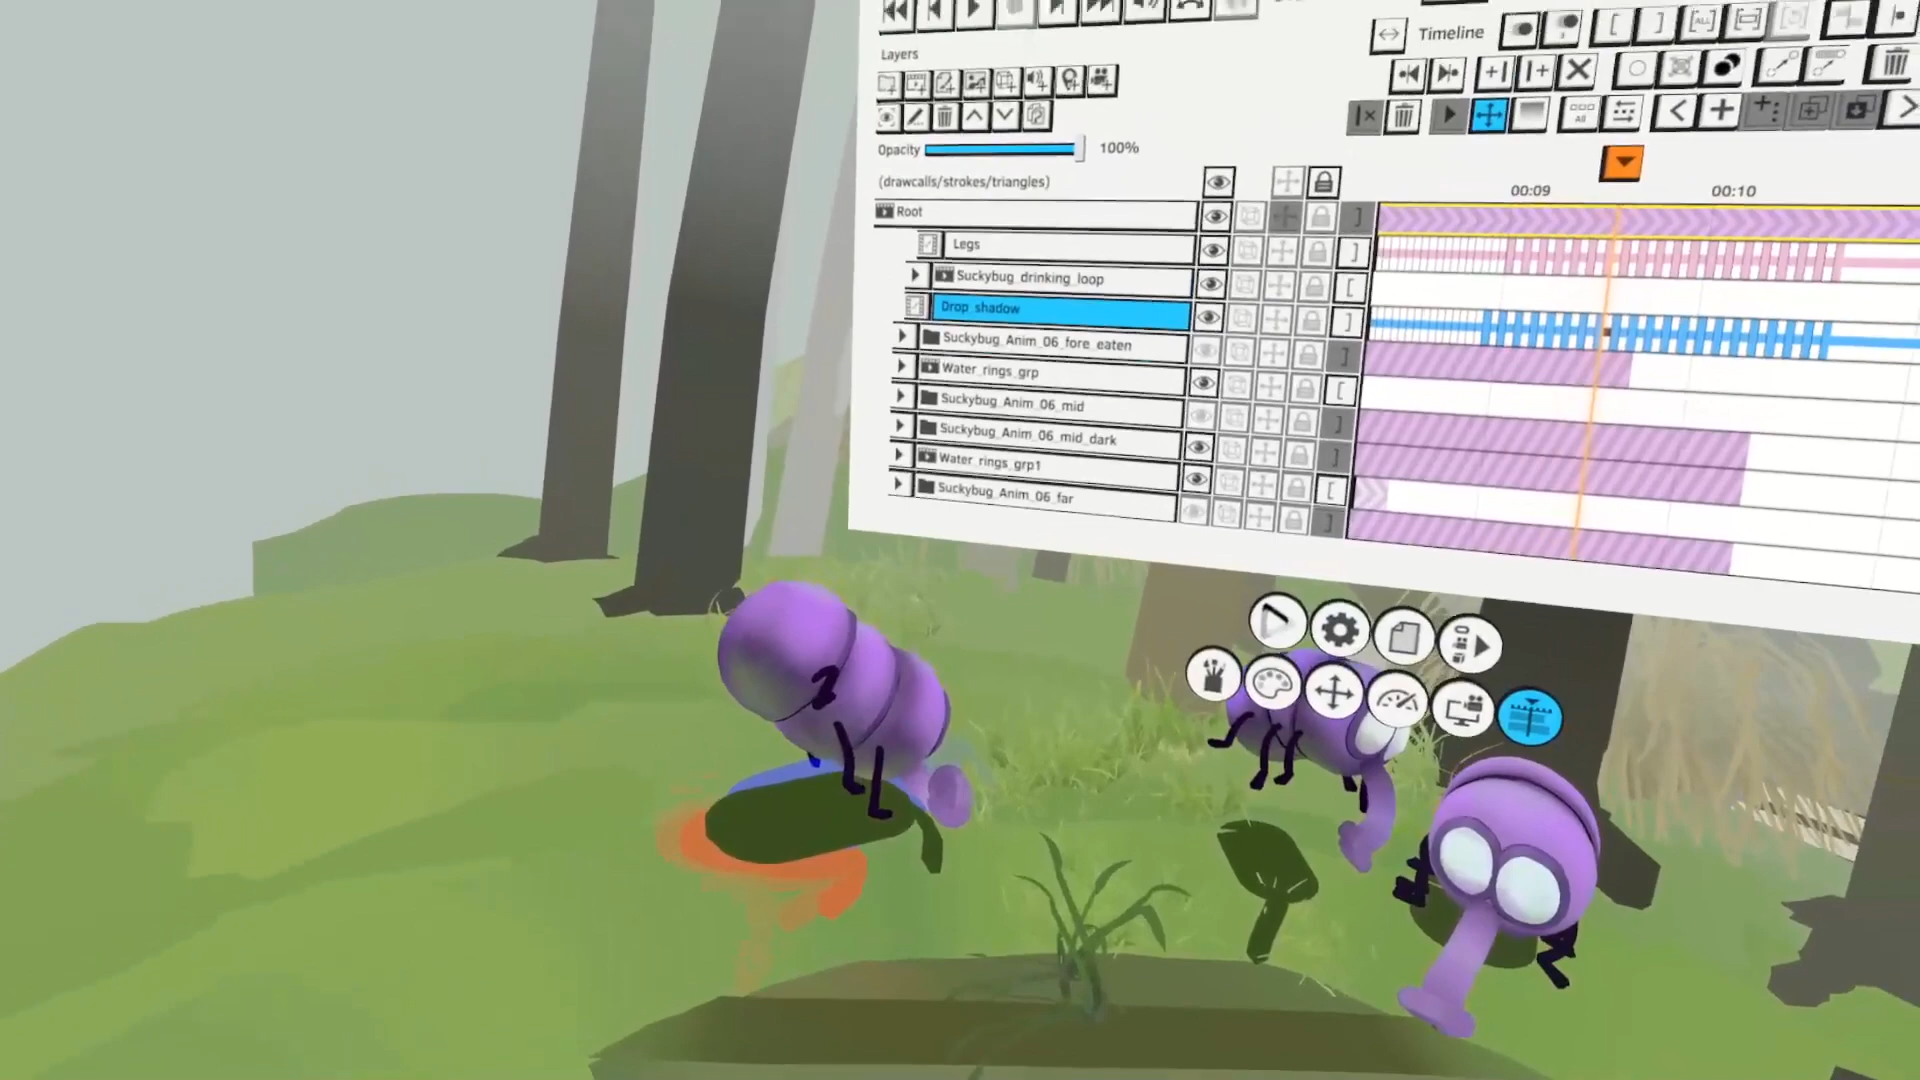 Timeline
Layers
Opacity 100%
(drawcalls/strokes/triangles)
00:09 00:10
Root
Legs
Suckybug_drinking_loop
Drop_shadow
Suckybug_Anim_06_fore_eaten
Water_rings_grp
Suckybug_Anim_06_mid
Suckybug_Anim_06_mid_dark
Water_rings_grp1
Suckybug_Anim_06_far